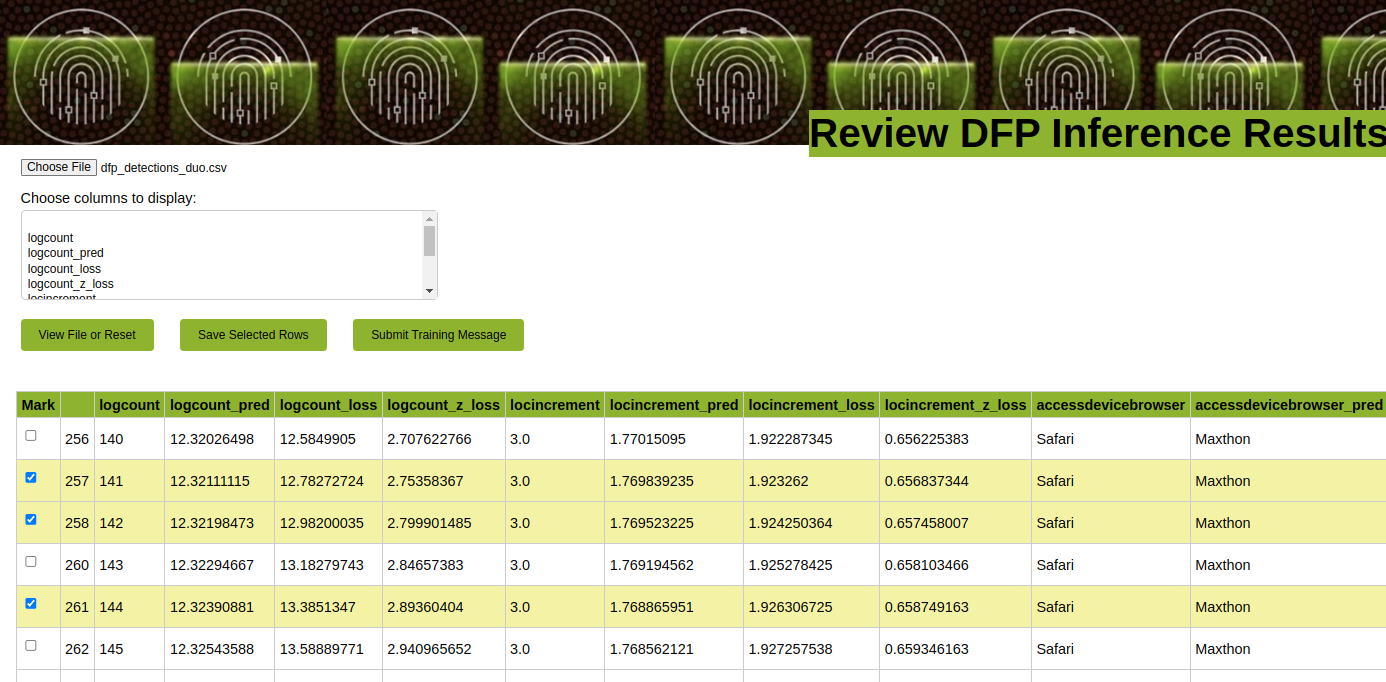 Review DFP Inference Results
Choose File dfp_detections_duo.csv
Choose columns to display:
logcount
logcount_pred
logcount_loss
logcount_z_loss
locincrement
View File or Reset Save Selected Rows Submit Training Message
Mark logcount logcount_pred logcount_loss logcount_z_loss locincrement locincrement_pred locincrement_loss locincrement_z_loss accessdevicebrowser accessdevicebrowser_pred
256 140 12.32026498 12.5849905 2.707622766 3.0 1.77015095 1.922287345 0.656225383 Safari Maxthon
257 141 12.32111115 12.78272724 2.75358367 3.0 1.769839235 1.923262 0.656837344 Safari Maxthon
258 142 12.32198473 12.98200035 2.799901485 3.0 1.769523225 1.924250364 0.657458007 Safari Maxthon
260 143 12.32294667 13.18279743 2.84657383 3.0 1.769194562 1.925278425 0.658103466 Safari Maxthon
261 144 12.32390881 13.3851347 2.89360404 3.0 1.768865951 1.926306725 0.658749163 Safari Maxthon
262 145 12.32543588 13.58889771 2.940965652 3.0 1.768562121 1.927257538 0.659346163 Safari Maxthon